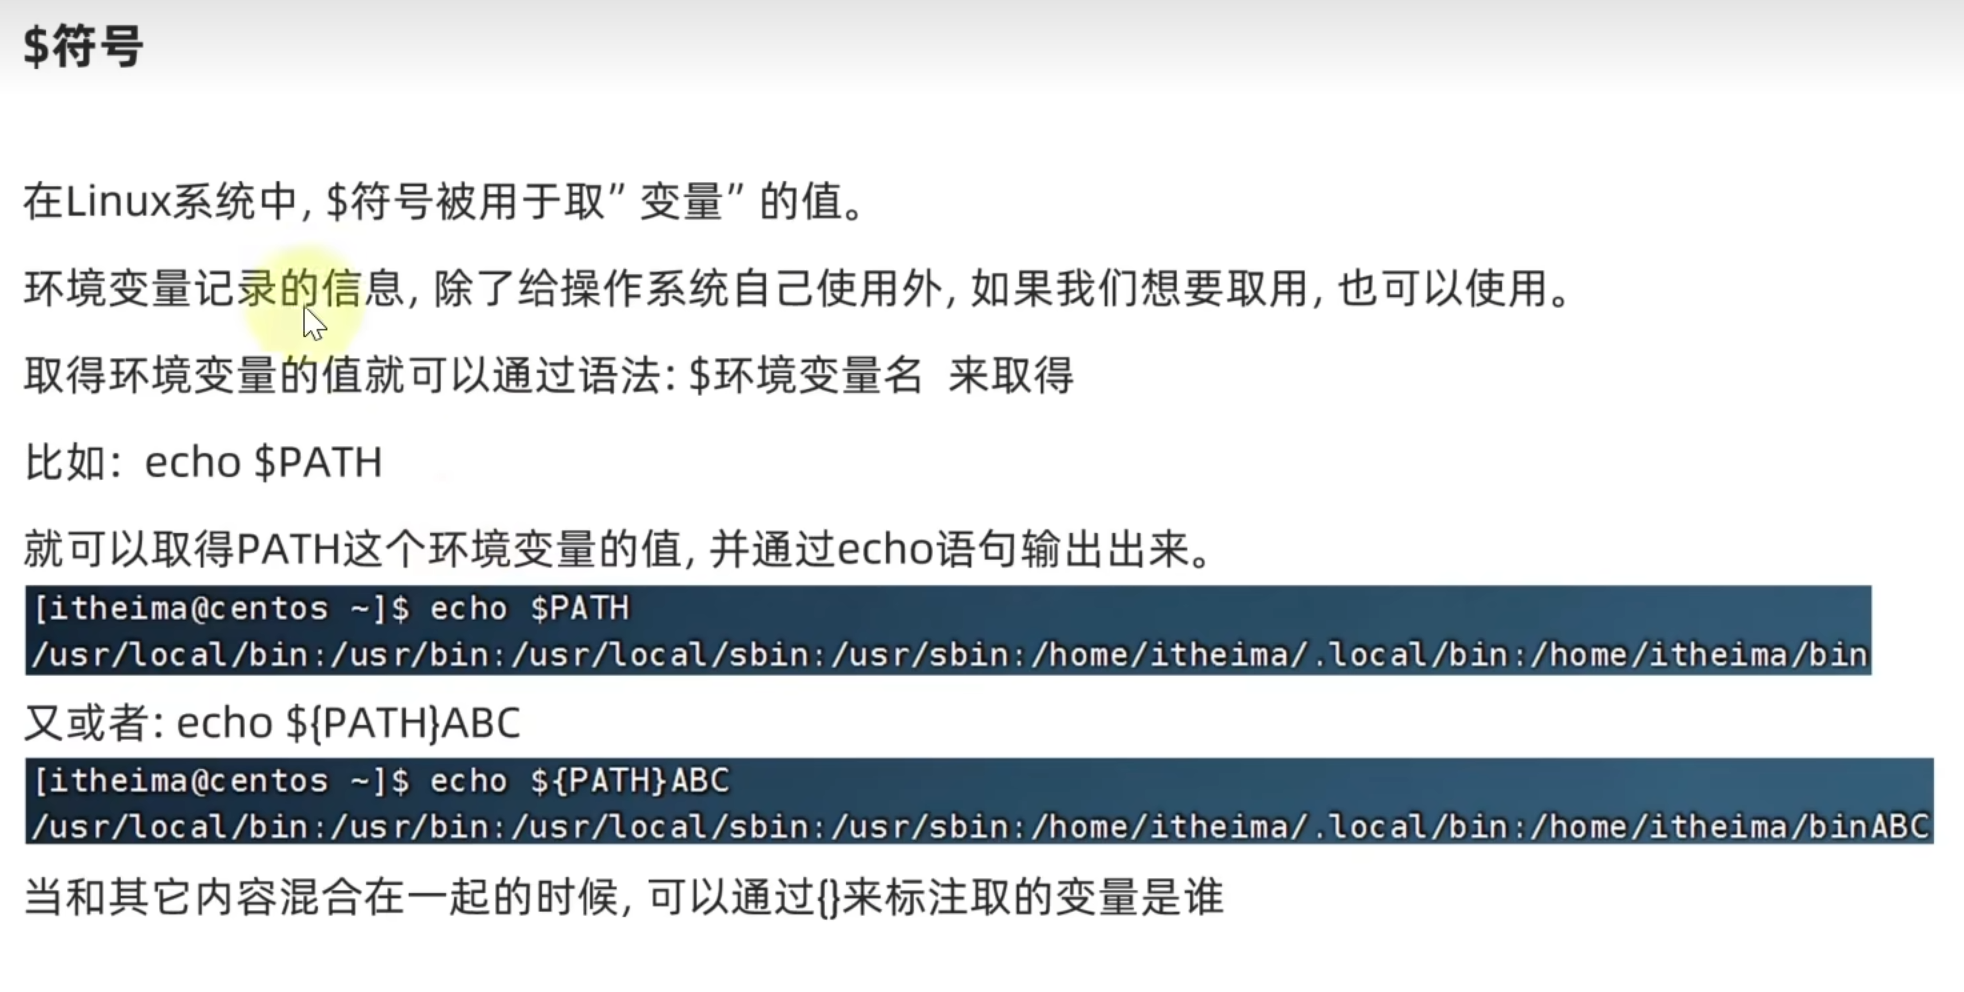 $符号
在Linux系统中, $符号被用于取” 变量” 的值。
环境变量记录的信息, 除了给操作系统自己使用外, 如果我们想要取用, 也可以使用。
取得环境变量的值就可以通过语法: $环境变量名 来取得
比如：echo $PATH
就可以取得PATH这个环境变量的值, 并通过echo语句输出出来。
[itheima@centos ~]$ echo $PATH
/usr/local/bin:/usr/bin:/usr/local/sbin:/usr/sbin:/home/itheima/.local/bin:/home/itheima/bin
又或者: echo ${PATH}ABC
[itheima@centos ~]$ echo ${PATH}ABC
/usr/local/bin:/usr/bin:/usr/local/sbin:/usr/sbin:/home/itheima/.local/bin:/home/itheima/binABC
当和其它内容混合在一起的时候, 可以通过{}来标注取的变量是谁